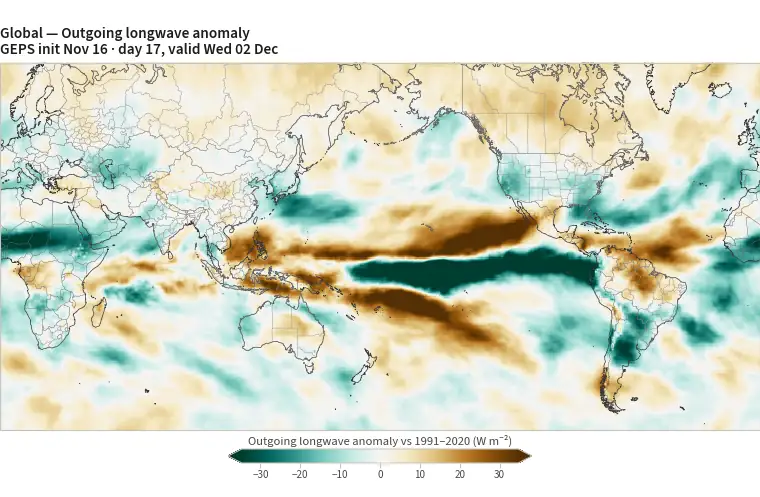 Global — Outgoing longwave anomaly
GEPS init Nov 16 · day 17, valid Wed 02 Dec
Outgoing longwave anomaly vs 1991–2020 (W m⁻²)
−30 −20 −10 0 10 20 30